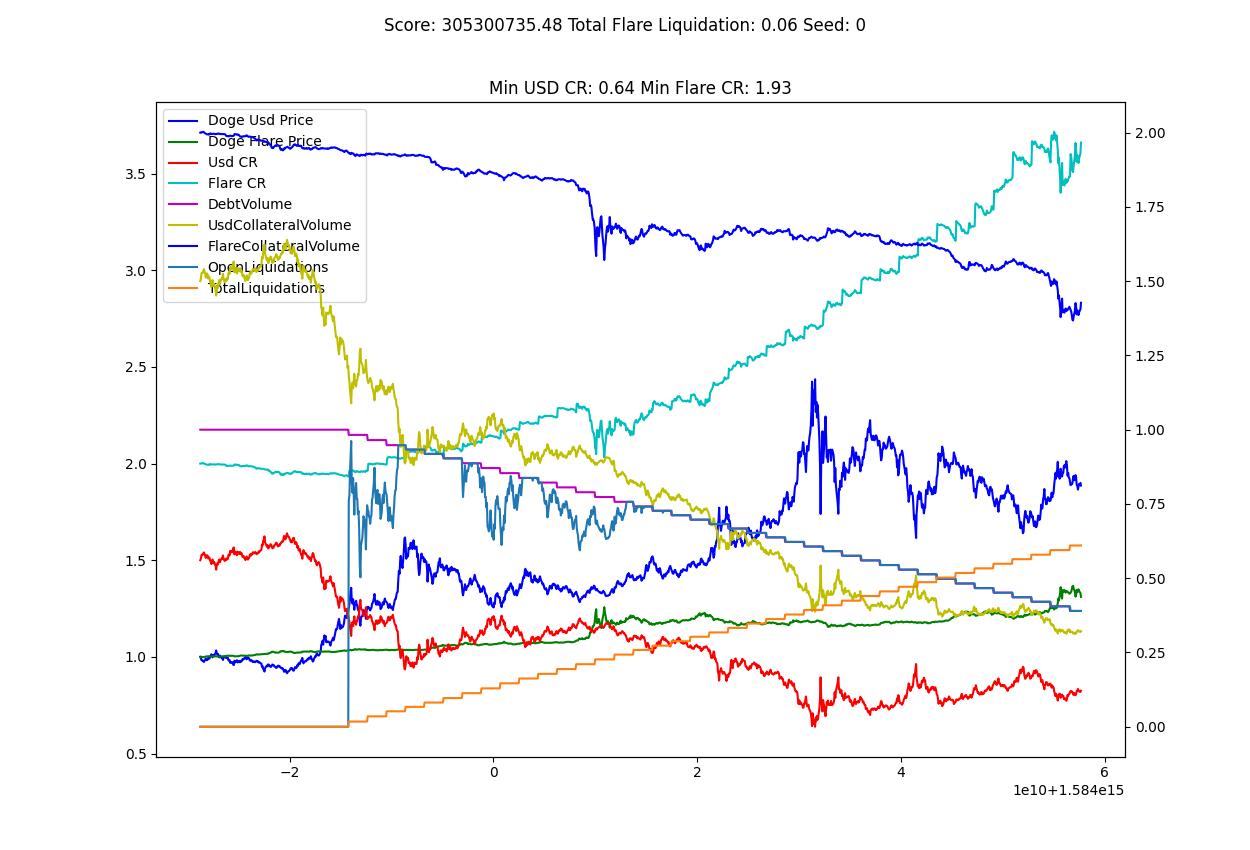 Score: 305300735.48 Total Flare Liquidation: 0.06 Seed: 0
Min USD CR: 0.64 Min Flare CR: 1.93
Doge Usd Price
Doge Flare Price
Usd CR
Flare CR
DebtVolume
UsdCollateralVolume
FlareCollateralVolume
OpenLiquidations
TotalLiquidations
3.5
3.0
2.5
2.0
1.5
1.0
0.5
2.00
1.75
1.50
1.25
1.00
0.75
0.50
0.25
0.00
−2
0
2
4
6
1e10+1.584e15